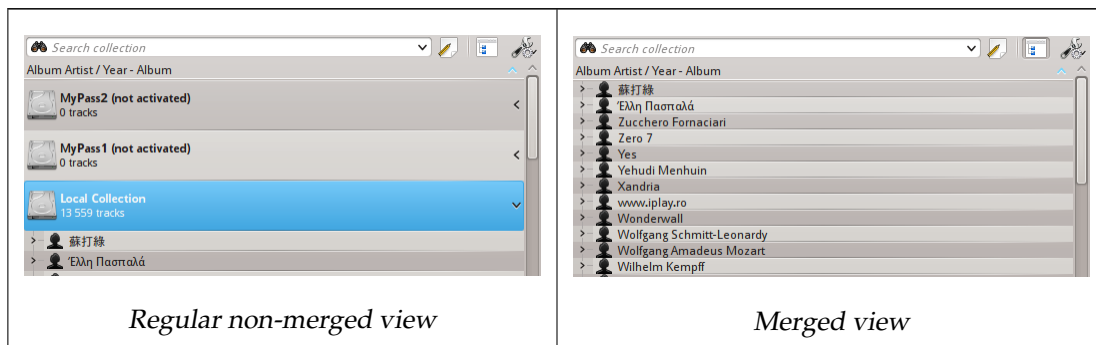 Search collection
Album Artist / Year - Album
MyPass2 (not activated)
0 tracks
MyPass1 (not activated)
0 tracks
Local Collection
13 559 tracks
蘇打綠
Έλλη Πασπαλά
Regular non-merged view
Search collection
Album Artist / Year - Album
蘇打綠
Έλλη Πασπαλά
Zucchero Fornaciari
Zero 7
Yes
Yehudi Menhuin
Xandria
www.iplay.ro
Wonderwall
Wolfgang Schmitt-Leonardy
Wolfgang Amadeus Mozart
Wilhelm Kempff
Merged view